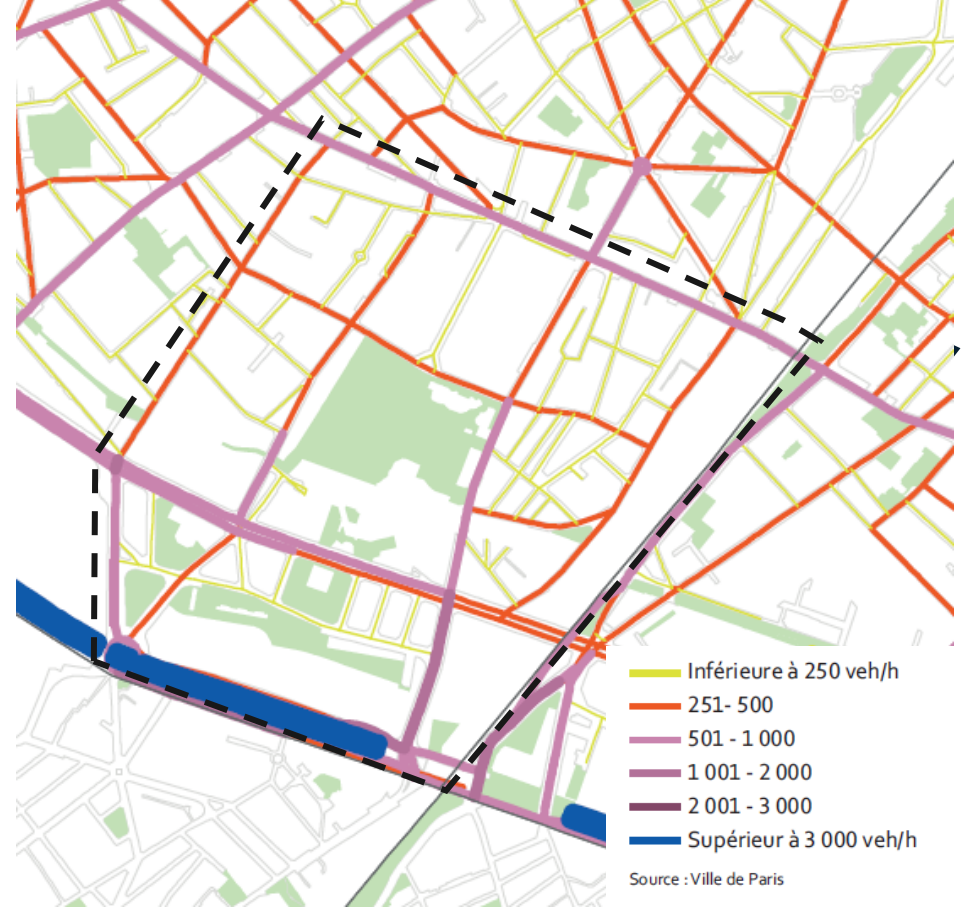 Inférieure à 250 veh/h
251- 500
501 - 1 000
1 001 - 2 000
2 001 - 3 000
Supérieur à 3 000 veh/h
Source : Ville de Paris